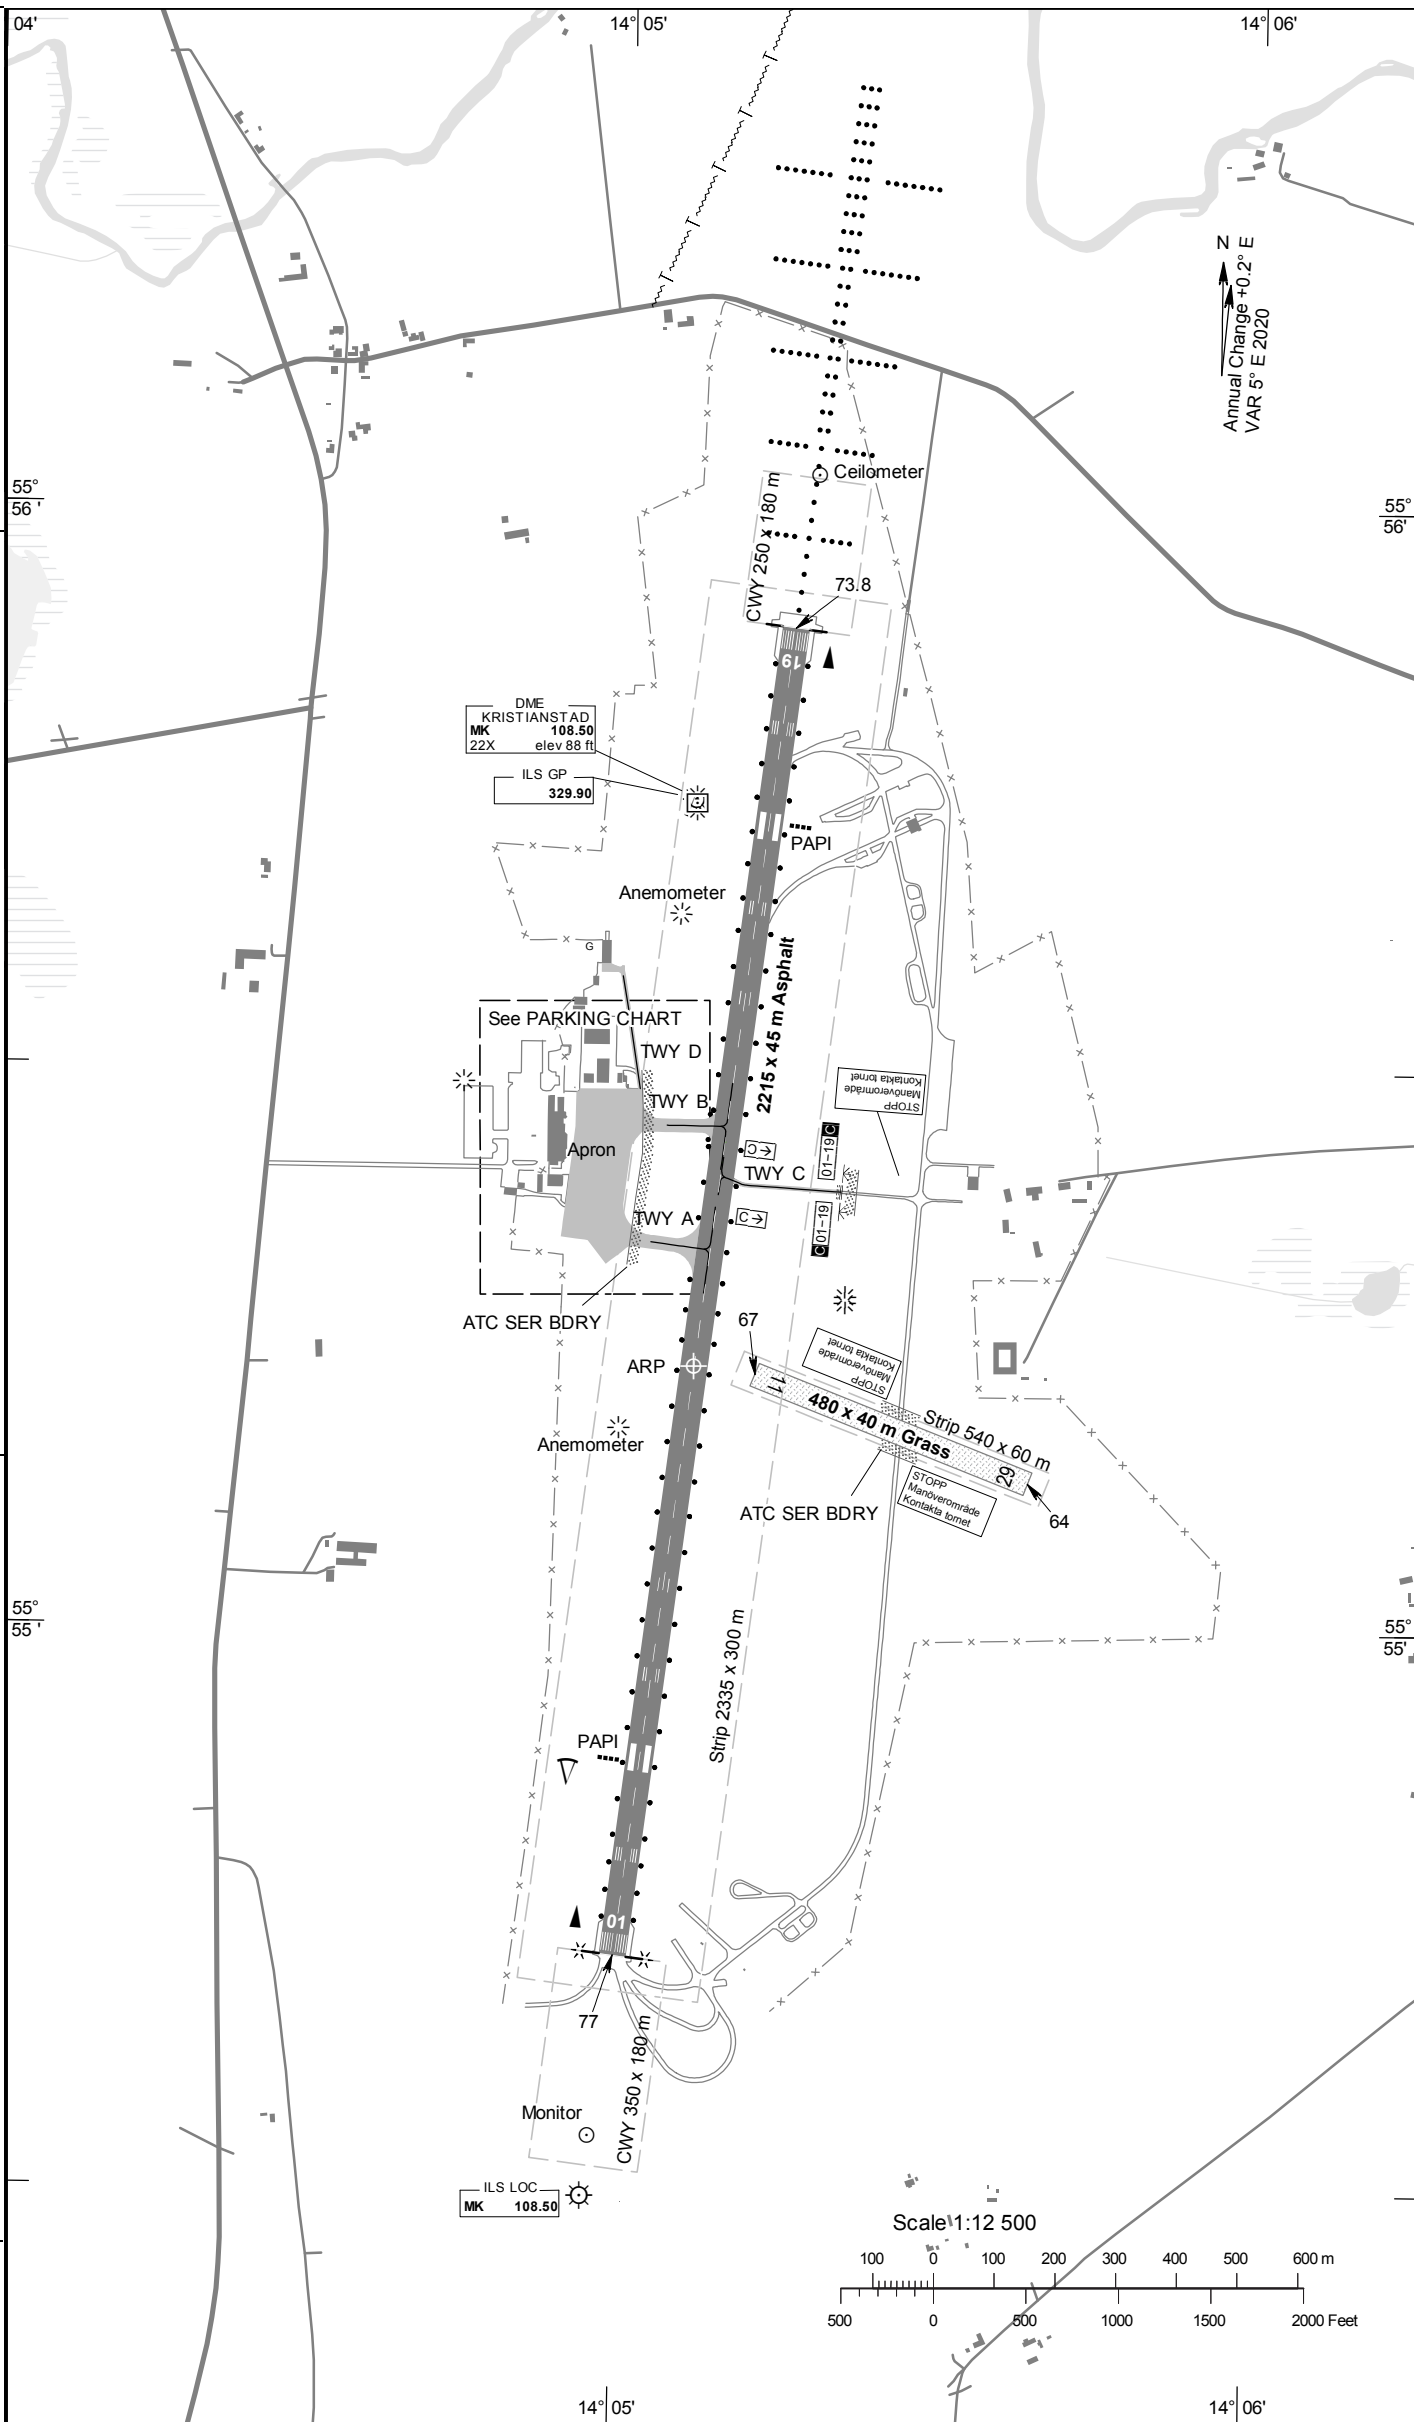 04'
14° 05'
14° 06'
N
Annual Change +0.2° E
VAR 5° E 2020
55°
56'
55°
56'
Ceilometer
CWY 250 x 180 m
73.8
19
DME
KRISTIANSTAD
MK 108.50
22X elev 88 ft
ILS GP
329.90
PAPI
Anemometer
G
2215 x 45 m Asphalt
See PARKING CHART
TWY D
TWY B
Apron
STOPP
Manöverområde
Kontakta tornet
C
01-19 C
TWY C
TWY A
C
C 01-19
ATC SER BDRY
67
ARP
STOPP
Manöverområde
Kontakta tornet
11
480 x 40 m Grass
Strip 540 x 60 m
29
Anemometer
ATC SER BDRY
STOPP
Manöverområde
Kontakta tornet
64
55°
55'
55°
55'
Strip 2335 x 300 m
PAPI
01
77
CWY 350 x 180 m
Monitor
ILS LOC
MK 108.50
Scale 1:12 500
100 0 100 200 300 400 500 600 m
500 0 500 1000 1500 2000 Feet
14° 05'
14° 06'